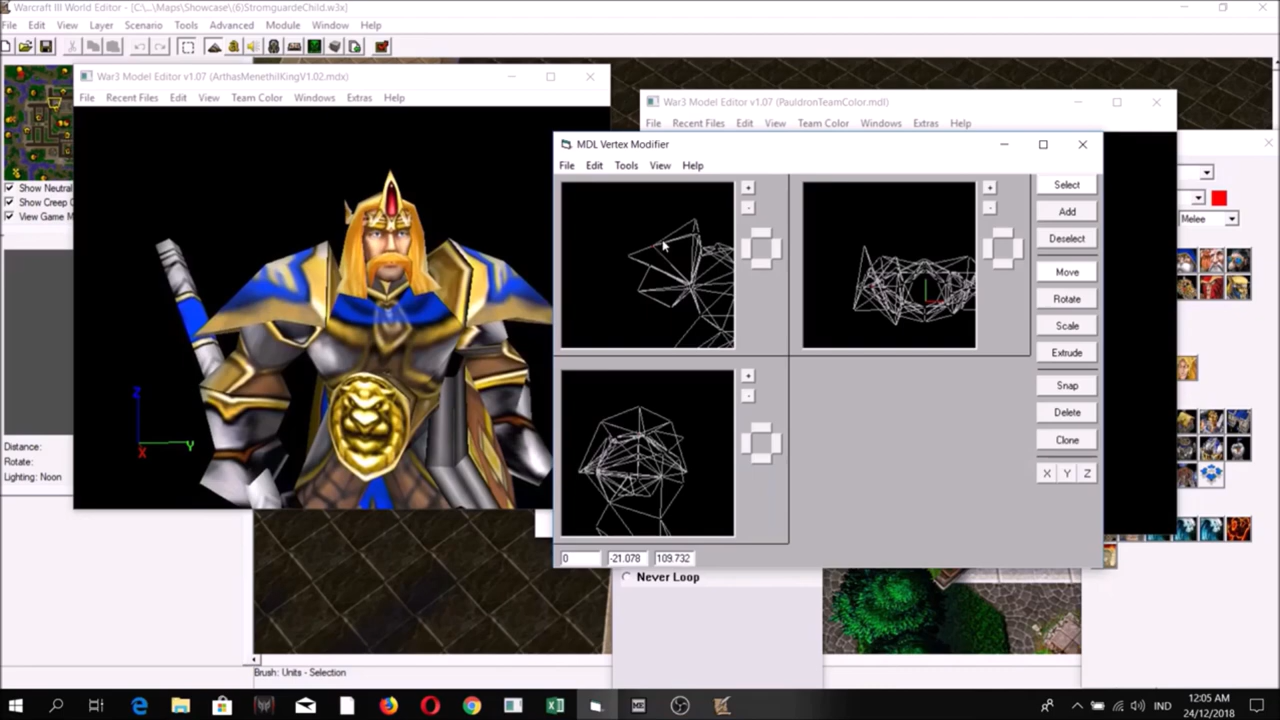 Warcraft III World Editor - [C:\...\Maps\Showcase\(6)StromguardeChild.w3x]
File Edit View Layer Scenario Tools Advanced Module Window Help
War3 Model Editor v1.07 (ArthasMenethilKingV1.02.mdx)
File Recent Files Edit View Team Color Windows Extras Help
War3 Model Editor v1.07 (PauldronTeamColor.mdl)
File Recent Files Edit View Team Color Windows Extras Help
MDL Vertex Modifier
File Edit Tools View Help
Show Neutral
Show Creep C
View Game M
Melee
+
-
+
-
+
-
Select
Add
Deselect
Move
Rotate
Scale
Extrude
Snap
Delete
Clone
X Y Z
Z
Y
X
Distance:
Rotate:
Lighting: Noon
0 -21.078 109.732
Never Loop
Brush: Units - Selection
IND
12:05 AM
24/12/2018